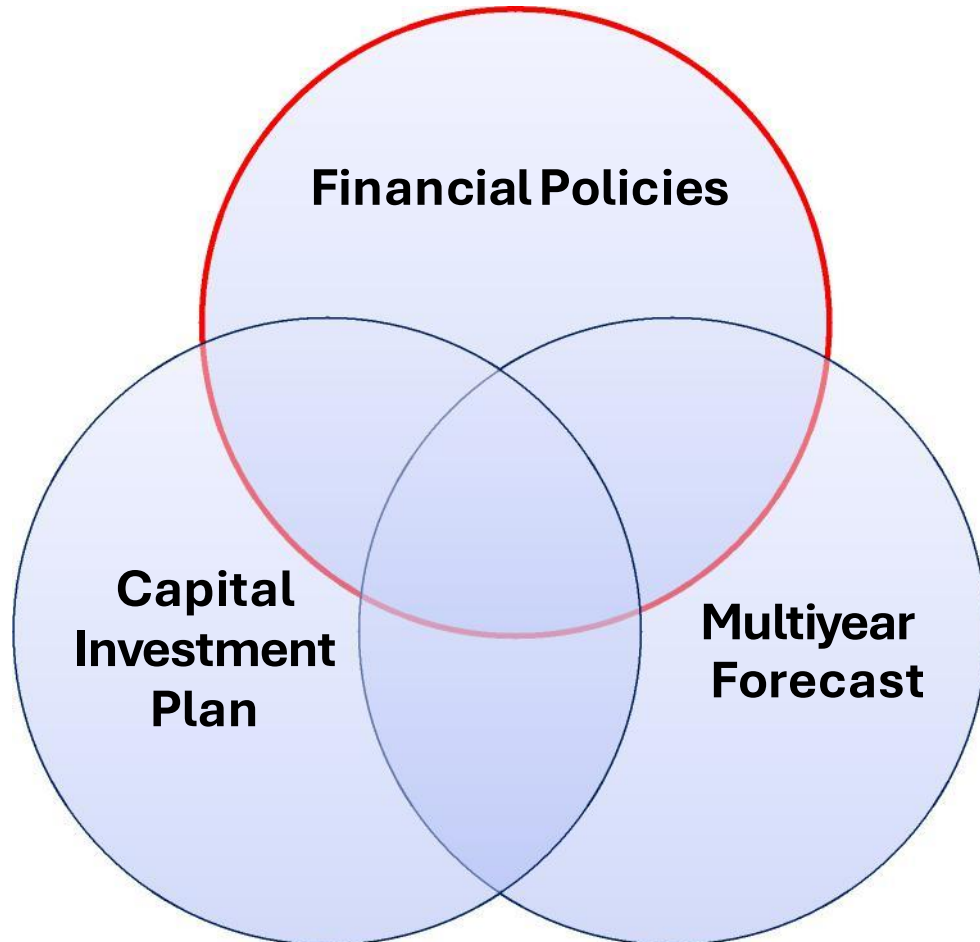 Financial Policies
Capital
Investment
Plan
Multiyear
Forecast